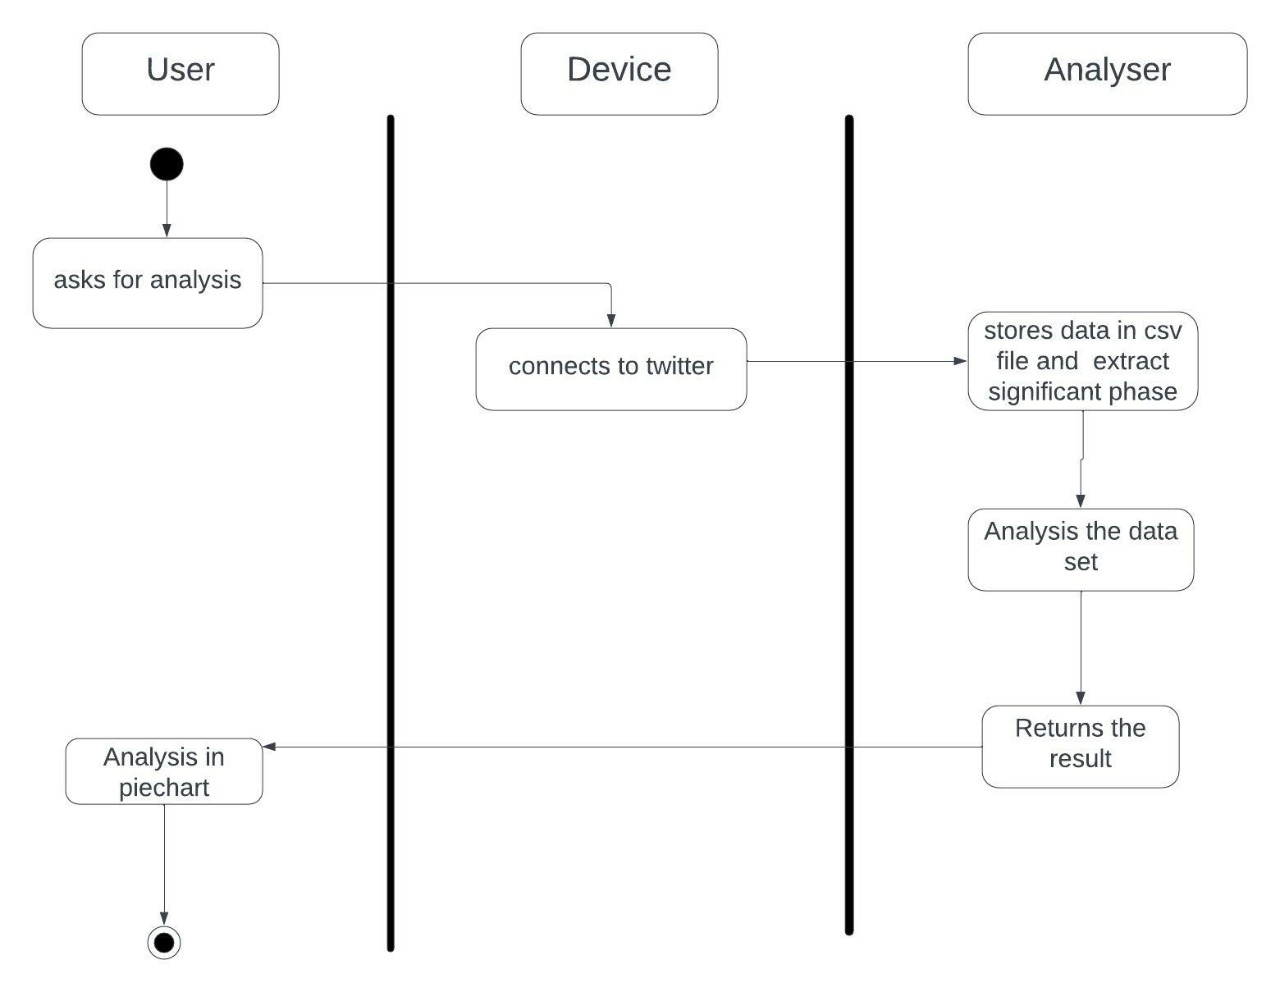 User
Device
Analyser
asks for analysis
connects to twitter
stores data in csv
file and  extract
significant phase
Analysis the data
set
Returns the
result
Analysis in
piechart